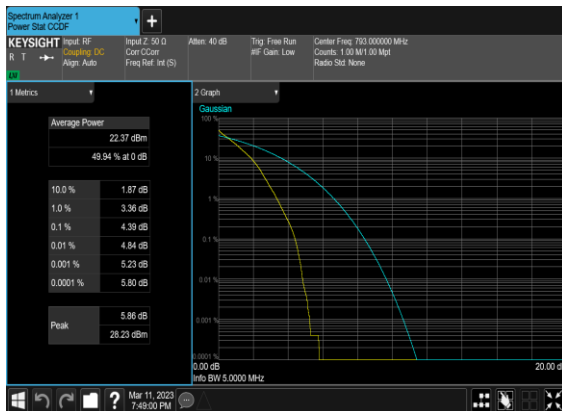 Spectrum Analyzer 1
Power Stat CCDF
KEYSIGHT
R T
LXI
Input: RF
Coupling: DC
Align: Auto
Input Z: 50 Ω
Corr CCorr
Freq Ref: Int (S)
Atten: 40 dB
Trig: Free Run
#IF Gain: Low
Center Freq: 793.000000 MHz
Counts: 1.00 M/1.00 Mpt
Radio Std: None
1 Metrics
Average Power
22.37 dBm
49.94 % at 0 dB
10.0 % 1.87 dB
1.0 % 3.36 dB
0.1 % 4.39 dB
0.01 % 4.84 dB
0.001 % 5.23 dB
0.0001 % 5.80 dB
Peak
5.86 dB
28.23 dBm
2 Graph
Gaussian
100 %
10 %
1 %
0.1 %
0.01 %
0.001 %
0.0001 %
0.00 dB
20.00 d
Info BW 5.0000 MHz
?
Mar 11, 2023
7:49:00 PM